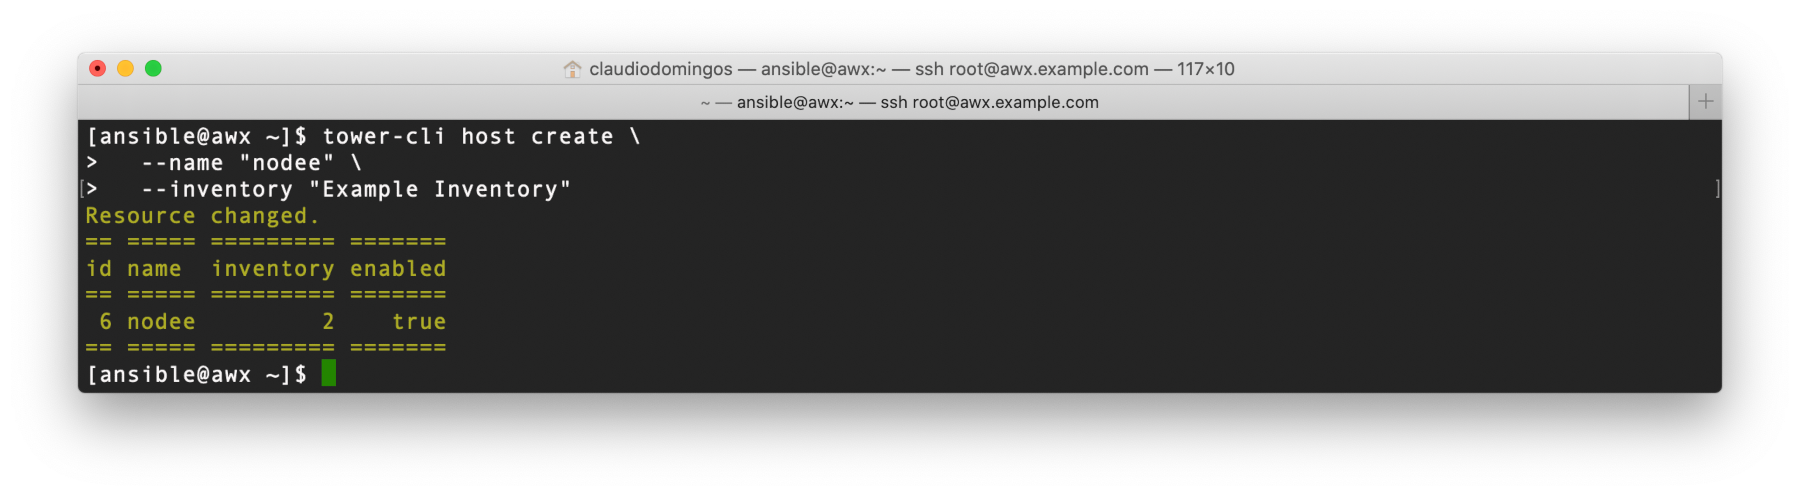 claudiodomingos — ansible@awx:~ — ssh root@awx.example.com — 117×10
~ — ansible@awx:~ — ssh root@awx.example.com +
[ansible@awx ~]$ tower-cli host create \
>   --name "nodee" \
[>   --inventory "Example Inventory" ]
Resource changed.
== ===== ========= =======
id name  inventory enabled
== ===== ========= =======
 6 nodee         2    true
== ===== ========= =======
[ansible@awx ~]$